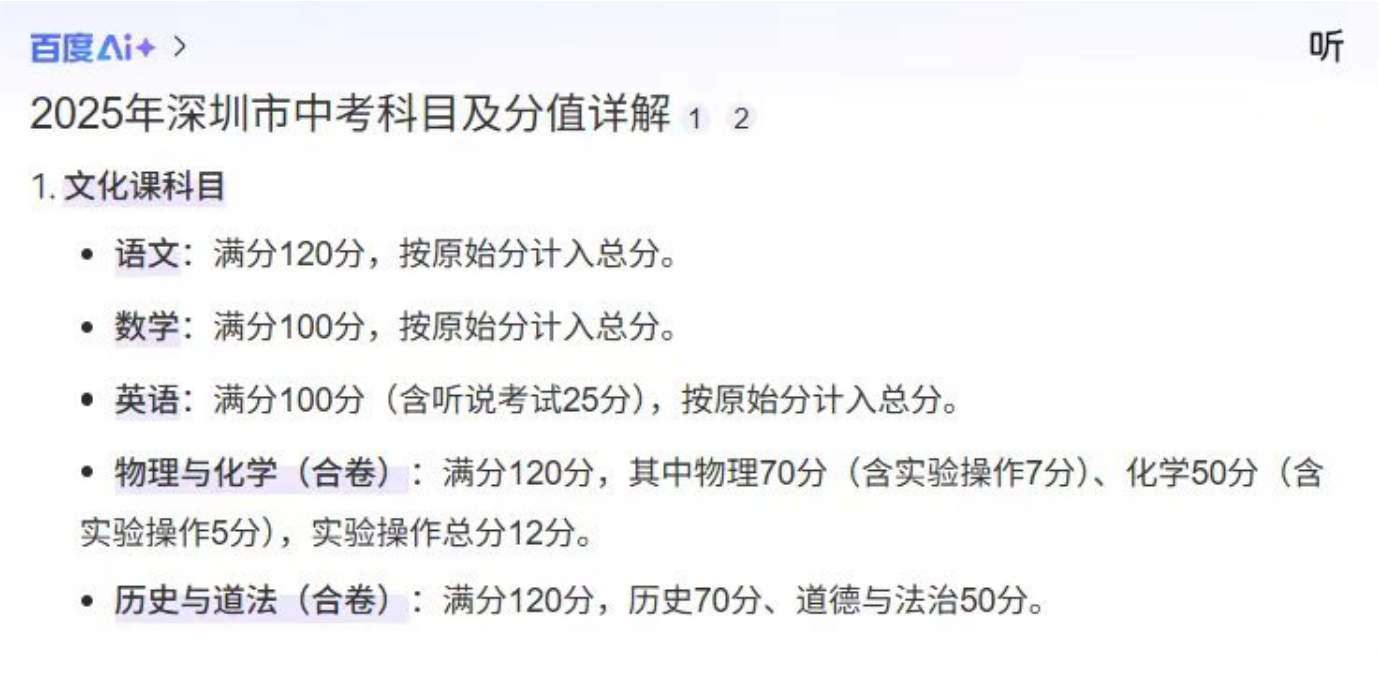 百度Ai >
听
2025年深圳市中考科目及分值详解 1 2
1. 文化课科目
• 语文：满分120分，按原始分计入总分。
• 数学：满分100分，按原始分计入总分。
• 英语：满分100分（含听说考试25分），按原始分计入总分。
• 物理与化学（合卷）：满分120分，其中物理70分（含实验操作7分）、化学50分（含
实验操作5分），实验操作总分12分。
• 历史与道法（合卷）：满分120分，历史70分、道德与法治50分。